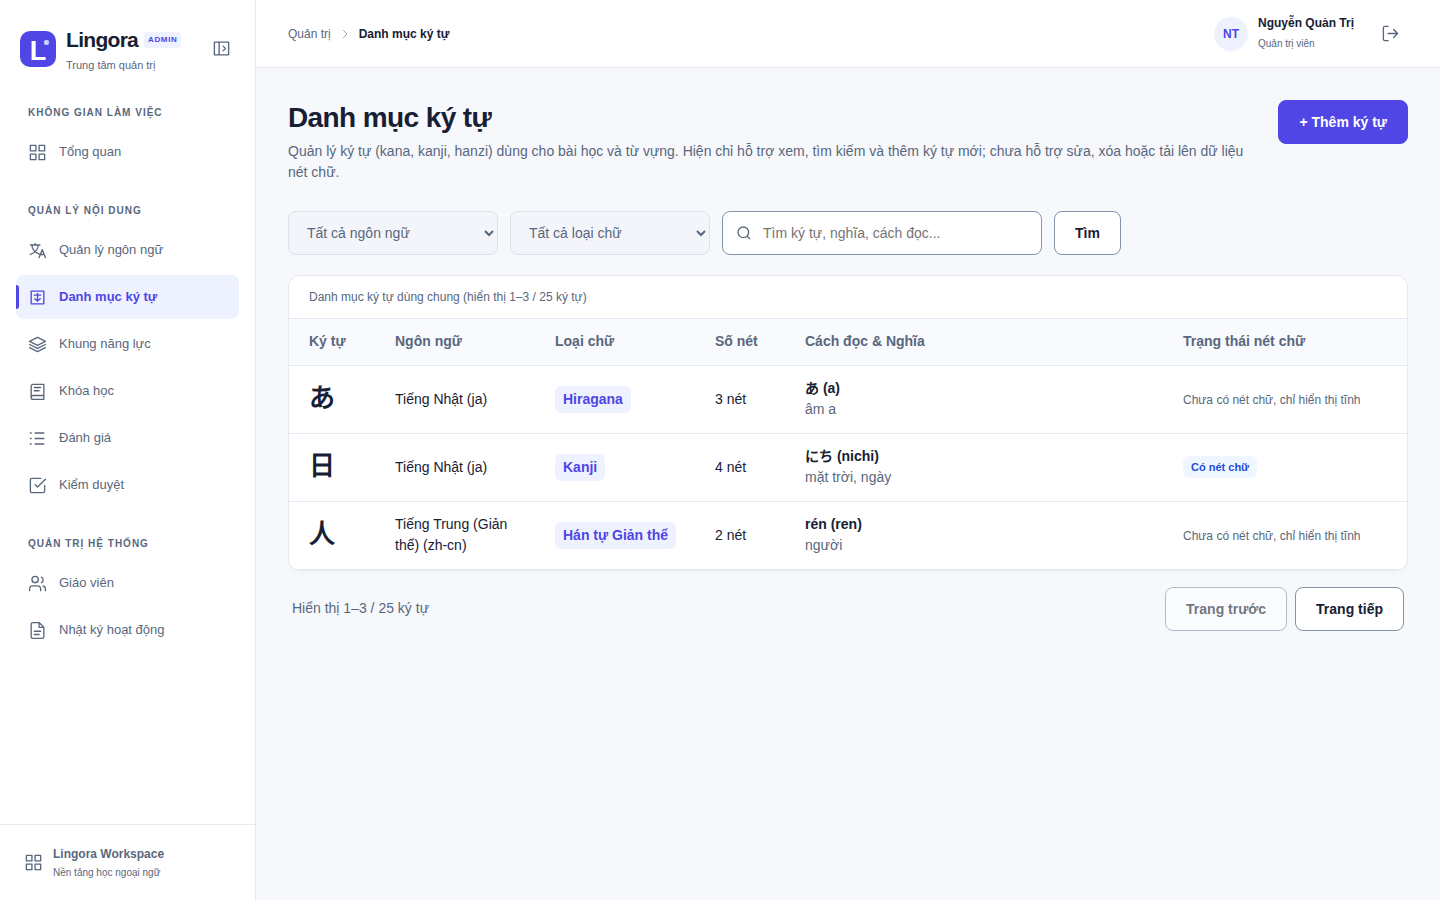 Lingora ADMIN
Trung tâm quản trị
KHÔNG GIAN LÀM VIỆC
Tổng quan
QUẢN LÝ NỘI DUNG
Quản lý ngôn ngữ
Danh mục ký tự
Khung năng lực
Khóa học
Đánh giá
Kiểm duyệt
QUẢN TRỊ HỆ THỐNG
Giáo viên
Nhật ký hoạt động
Lingora Workspace
Nền tảng học ngoại ngữ
Quản trị > Danh mục ký tự
NT
Nguyễn Quản Trị
Quản trị viên
Danh mục ký tự
+ Thêm ký tự
Quản lý ký tự (kana, kanji, hanzi) dùng cho bài học và từ vựng. Hiện chỉ hỗ trợ xem, tìm kiếm và thêm ký tự mới; chưa hỗ trợ sửa, xóa hoặc tải lên dữ liệu
nét chữ.
Tất cả ngôn ngữ
Tất cả loại chữ
Tìm ký tự, nghĩa, cách đọc...
Tìm
Danh mục ký tự dùng chung (hiển thị 1–3 / 25 ký tự)
Ký tự Ngôn ngữ Loại chữ Số nét Cách đọc & Nghĩa Trạng thái nét chữ
あ Tiếng Nhật (ja) Hiragana 3 nét あ (a) Chưa có nét chữ, chỉ hiển thị tĩnh
âm a
日 Tiếng Nhật (ja) Kanji 4 nét にち (nichi) Có nét chữ
mặt trời, ngày
人 Tiếng Trung (Giản Hán tự Giản thể 2 nét rén (ren) Chưa có nét chữ, chỉ hiển thị tĩnh
thể) (zh-cn) người
Hiển thị 1–3 / 25 ký tự
Trang trước
Trang tiếp